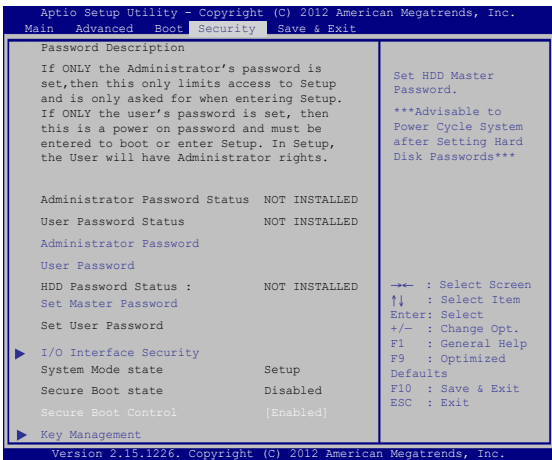 Aptio Setup Utility - Copyright (C) 2012 American Megatrends, Inc.
Main Advanced Boot Security Save & Exit
Password Description
If ONLY the Administrator's password is
set,then this only limits access to Setup
and is only asked for when entering Setup.
If ONLY the user's password is set, then
this is a power on password and must be
entered to boot or enter Setup. In Setup,
the User will have Administrator rights.
Administrator Password Status NOT INSTALLED
User Password Status NOT INSTALLED
Administrator Password
User Password
HDD Password Status : NOT INSTALLED
Set Master Password
Set User Password
I/O Interface Security
System Mode state Setup
Secure Boot state Disabled
Secure Boot Control [Enabled]
Key Management
Set HDD Master
Password.
***Advisable to
Power Cycle System
after Setting Hard
Disk Passwords***
→← : Select Screen
↑↓ : Select Item
Enter: Select
+/— : Change Opt.
F1 : General Help
F9 : Optimized
Defaults
F10 : Save & Exit
ESC : Exit
Version 2.15.1226. Copyright (C) 2012 American Megatrends, Inc.